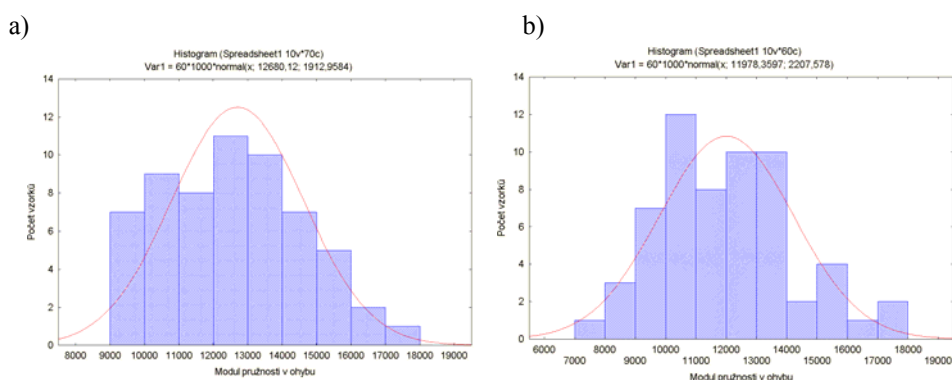 a)
Histogram (Spreadsheet1 10v*70c)
Var1 = 60*1000*normal(x; 12680,12; 1912,9584)
14
12
10
8
6
4
2
0
Počet vzorků
8000 9000 10000 11000 12000 13000 14000 15000 16000 17000 18000 19000
Modul pružnosti v ohybu
b)
Histogram (Spreadsheet1 10v*60c)
Var1 = 60*1000*normal(x; 11978,3597; 2207,578)
14
12
10
8
6
4
2
0
Počet vzorků
6000 8000 10000 12000 14000 16000 18000
7000 9000 11000 13000 15000 17000 19000
Modul pružnosti v ohybu